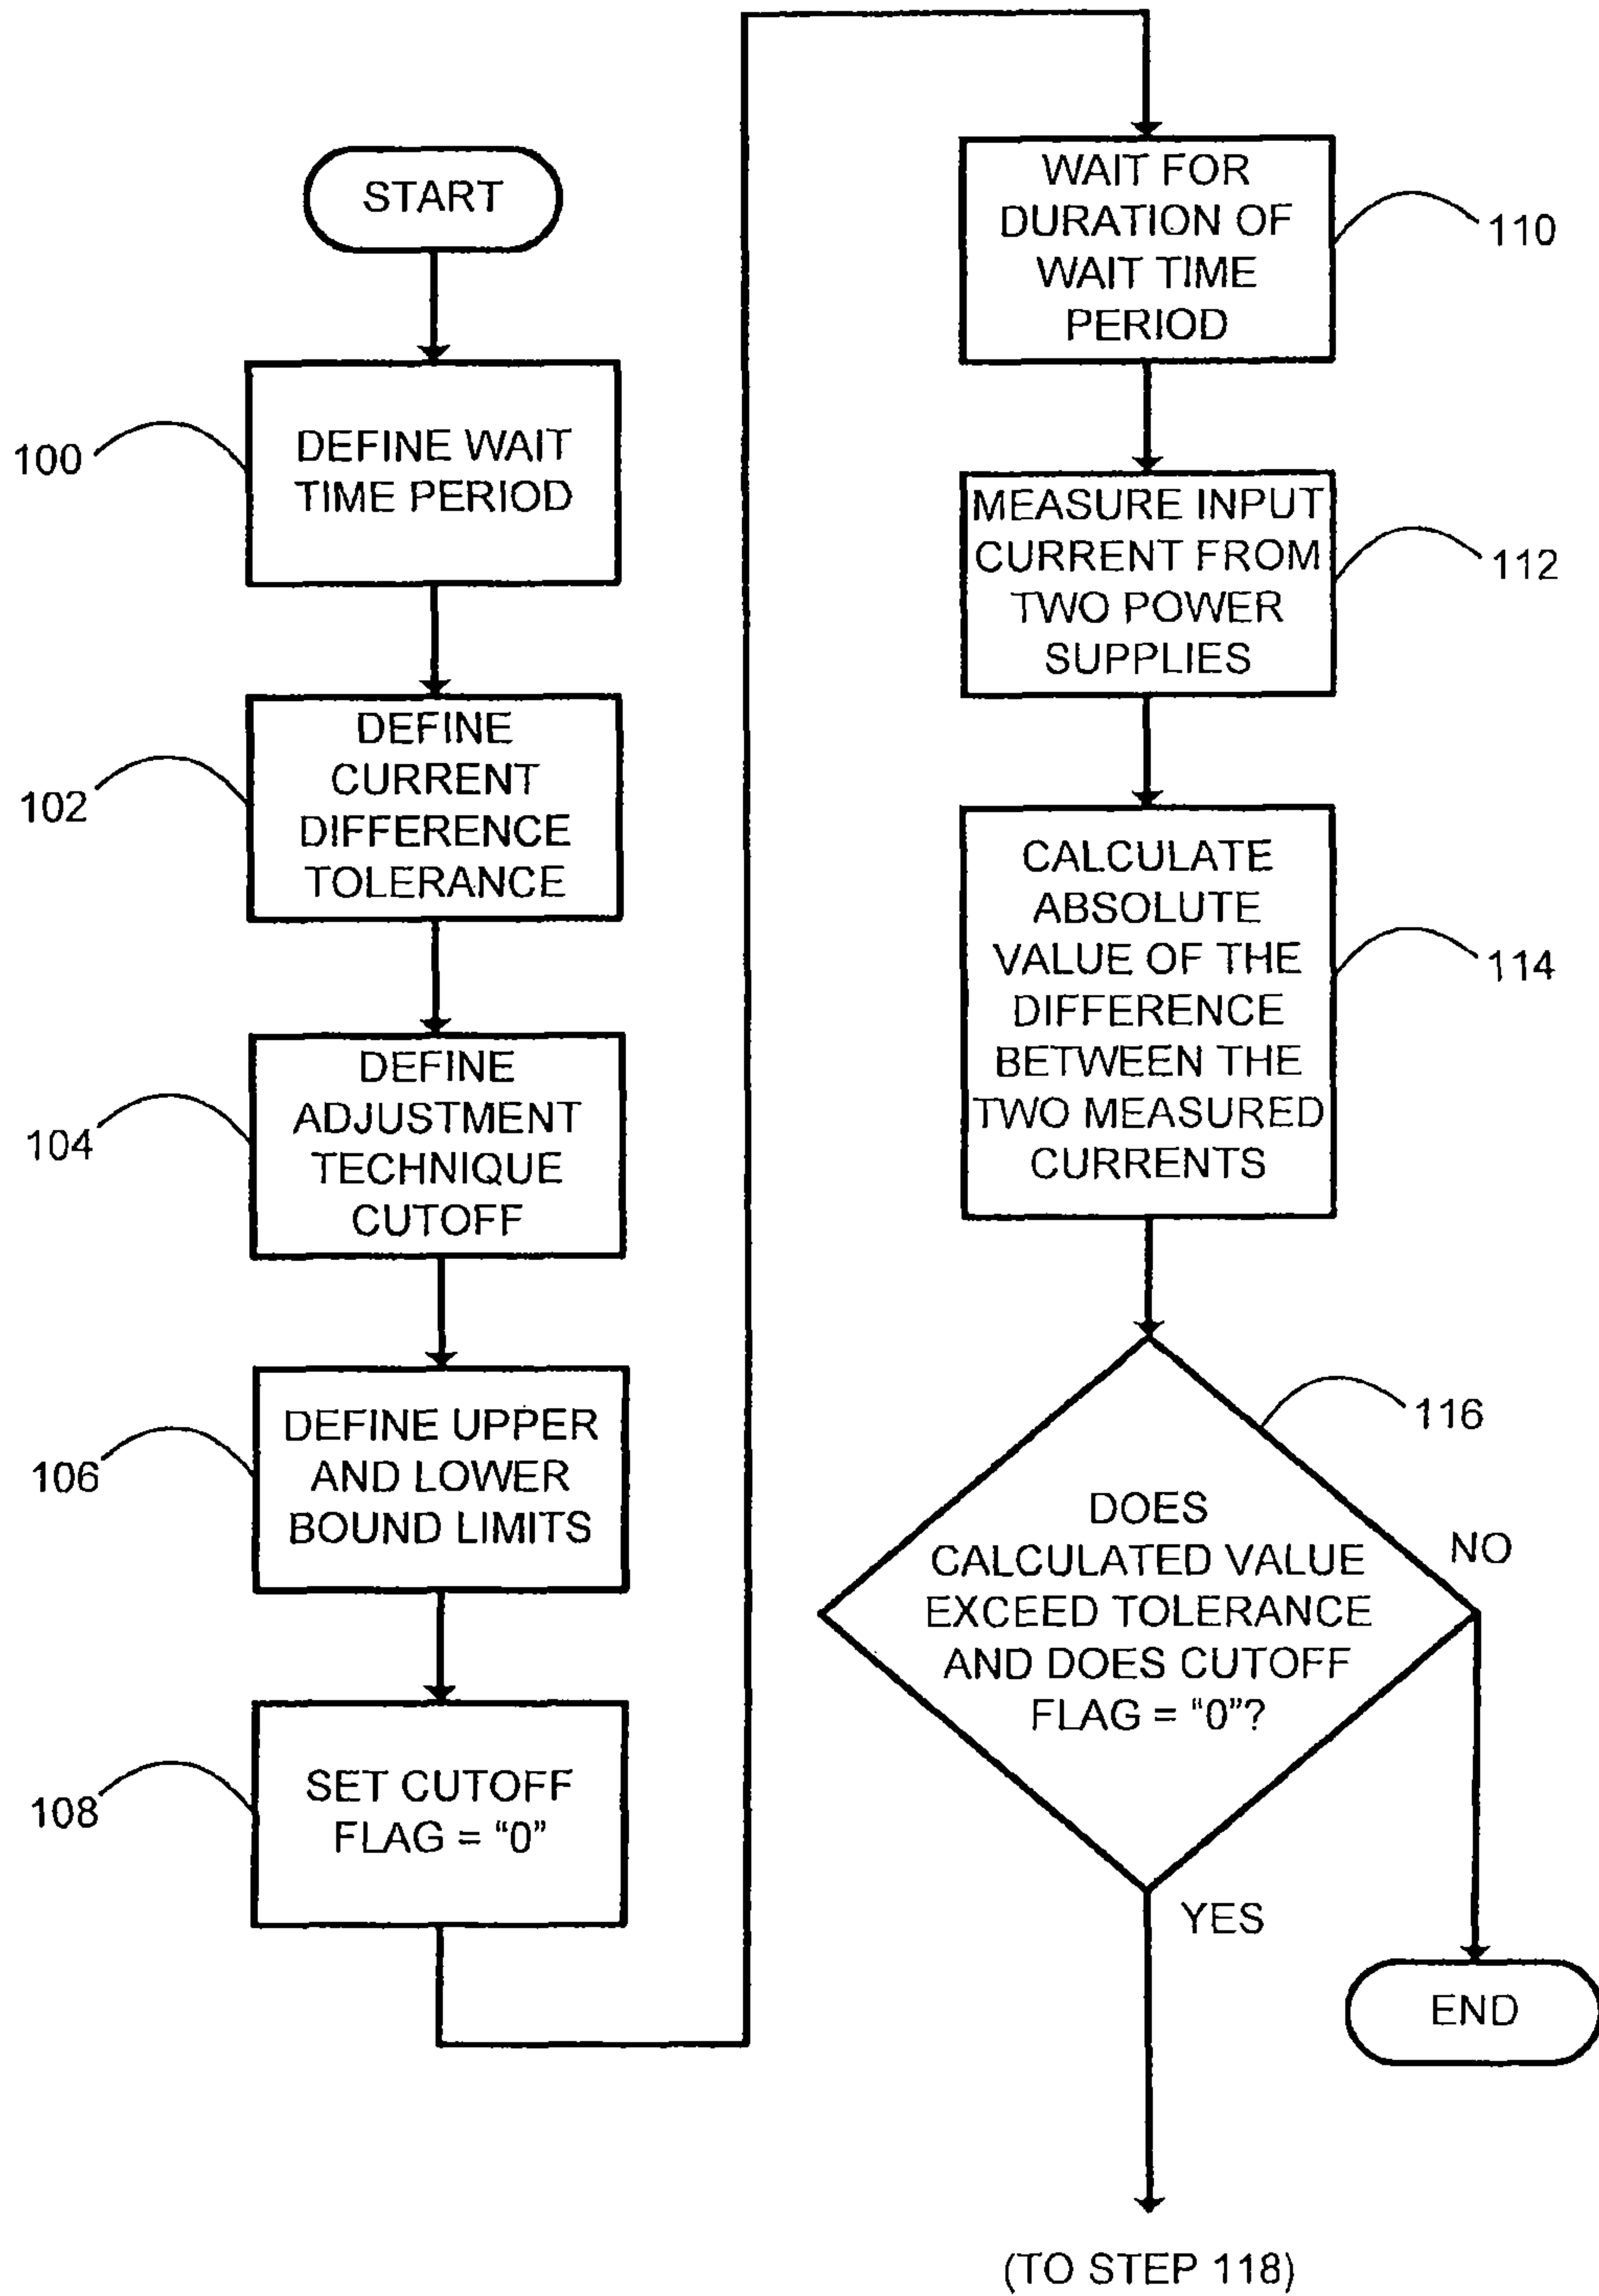 START
100
DEFINE WAIT
TIME PERIOD
102
DEFINE
CURRENT
DIFFERENCE
TOLERANCE
104
DEFINE
ADJUSTMENT
TECHNIQUE
CUTOFF
106
DEFINE UPPER
AND LOWER
BOUND LIMITS
108
SET CUTOFF
FLAG = “0”
WAIT FOR
DURATION OF
WAIT TIME
PERIOD
110
MEASURE INPUT
CURRENT FROM
TWO POWER
SUPPLIES
112
CALCULATE
ABSOLUTE
VALUE OF THE
DIFFERENCE
BETWEEN THE
TWO MEASURED
CURRENTS
114
116
DOES
CALCULATED VALUE
EXCEED TOLERANCE
AND DOES CUTOFF
FLAG = “0”?
NO
YES
END
(TO STEP 118)